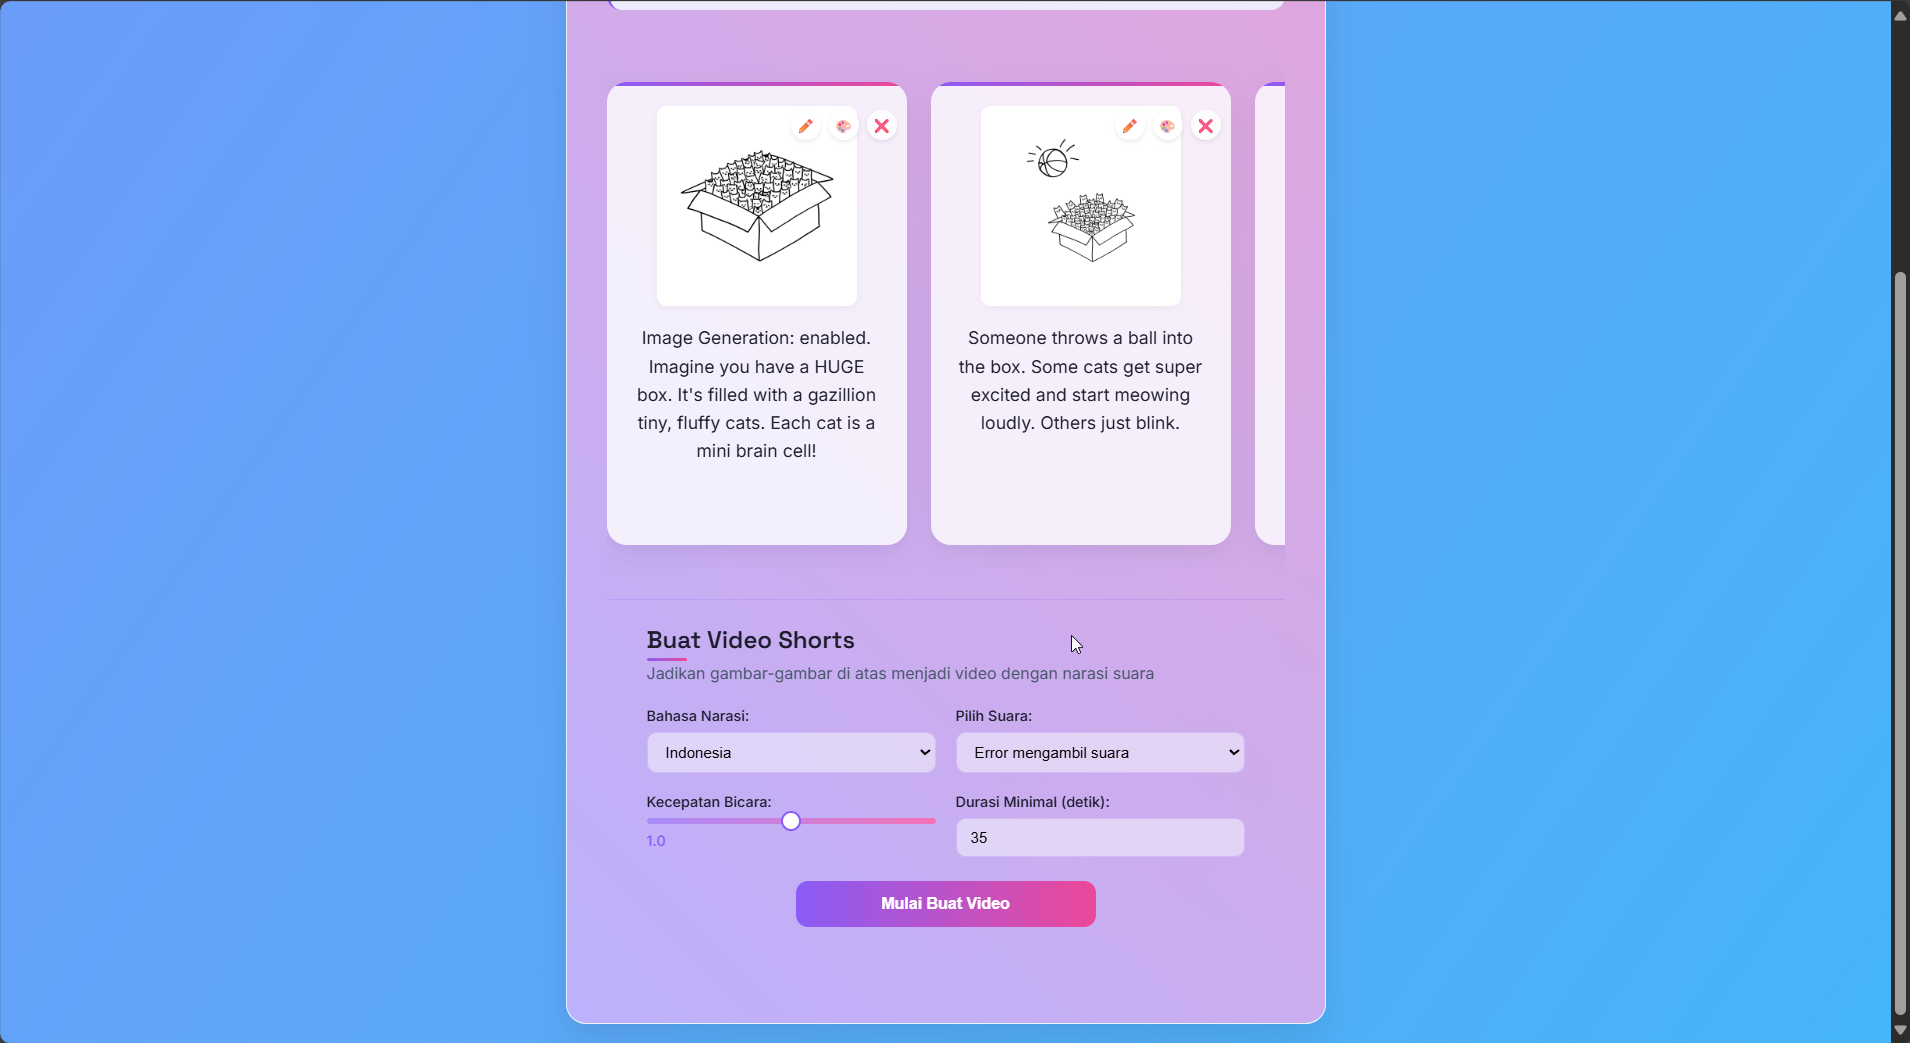 Image Generation: enabled.
Imagine you have a HUGE
box. It's filled with a gazillion
tiny, fluffy cats. Each cat is a
mini brain cell!
Someone throws a ball into
the box. Some cats get super
excited and start meowing
loudly. Others just blink.
Buat Video Shorts
Jadikan gambar-gambar di atas menjadi video dengan narasi suara
Bahasa Narasi:
Indonesia
Pilih Suara:
Error mengambil suara
Kecepatan Bicara:
1.0
Durasi Minimal (detik):
35
Mulai Buat Video